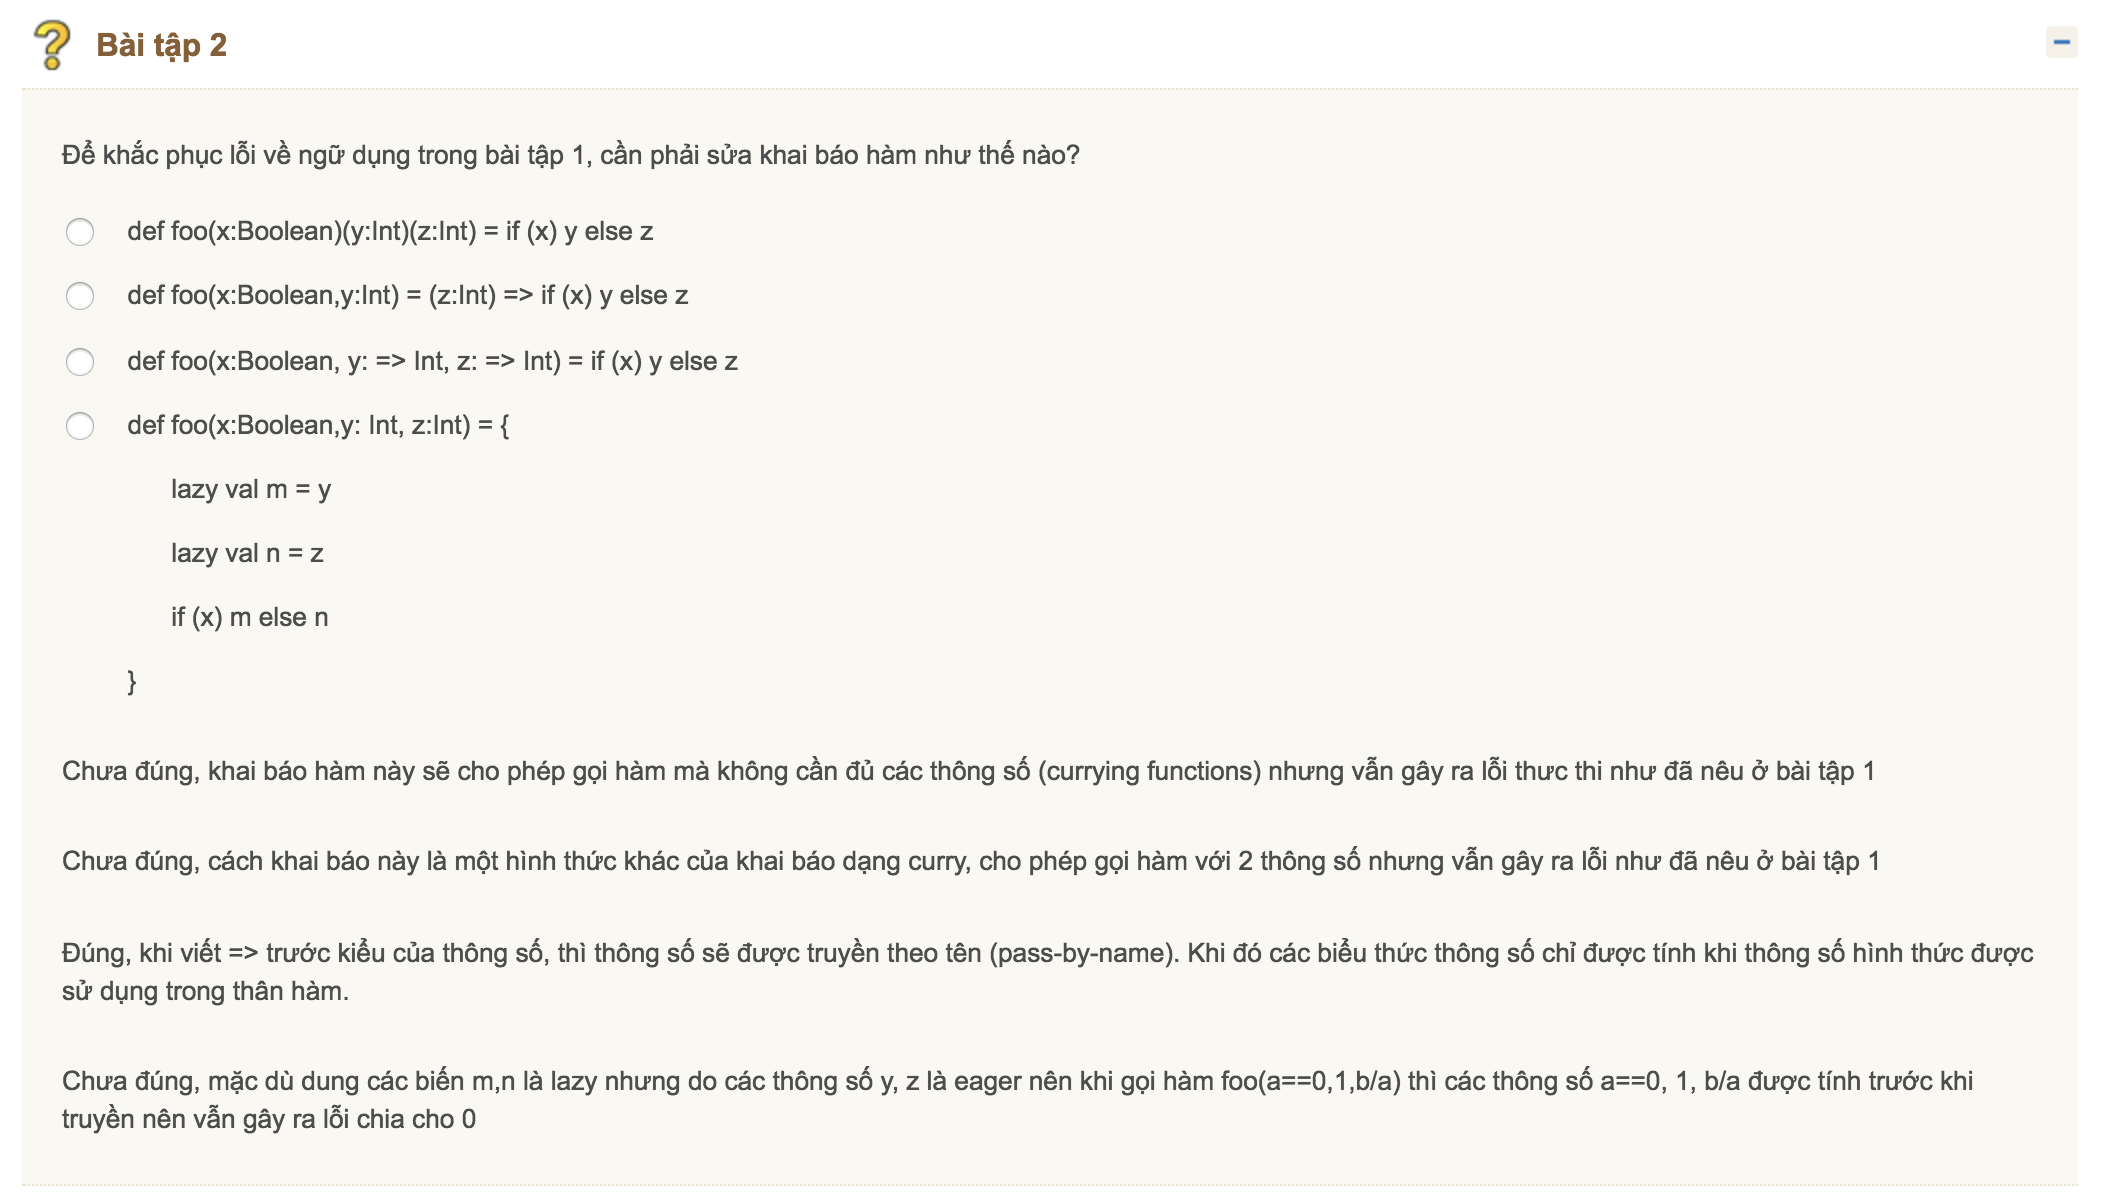 Bài tập 2
Để khắc phục lỗi về ngữ dụng trong bài tập 1, cần phải sửa khai báo hàm như thế nào?
def foo(x:Boolean)(y:Int)(z:Int) = if (x) y else z
def foo(x:Boolean,y:Int) = (z:Int) => if (x) y else z
def foo(x:Boolean, y: => Int, z: => Int) = if (x) y else z
def foo(x:Boolean,y: Int, z:Int) = {
lazy val m = y
lazy val n = z
if (x) m else n
}
Chưa đúng, khai báo hàm này sẽ cho phép gọi hàm mà không cần đủ các thông số (currying functions) nhưng vẫn gây ra lỗi thưc thi như đã nêu ở bài tập 1
Chưa đúng, cách khai báo này là một hình thức khác của khai báo dạng curry, cho phép gọi hàm với 2 thông số nhưng vẫn gây ra lỗi như đã nêu ở bài tập 1
Đúng, khi viết => trước kiểu của thông số, thì thông số sẽ được truyền theo tên (pass-by-name). Khi đó các biểu thức thông số chỉ được tính khi thông số hình thức được
sử dụng trong thân hàm.
Chưa đúng, mặc dù dung các biến m,n là lazy nhưng do các thông số y, z là eager nên khi gọi hàm foo(a==0,1,b/a) thì các thông số a==0, 1, b/a được tính trước khi
truyền nên vẫn gây ra lỗi chia cho 0